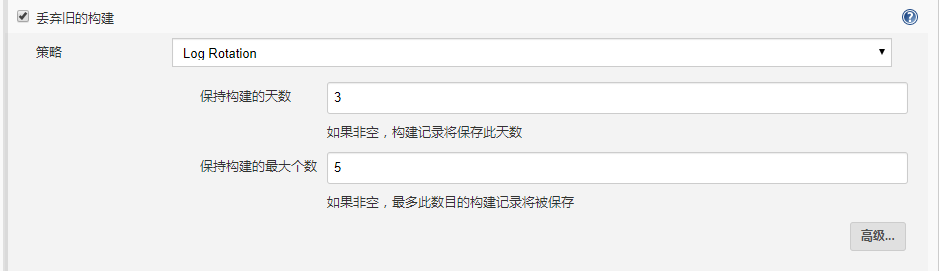 丢弃旧的构建
?
策略
Log Rotation
保持构建的天数
3
如果非空，构建记录将保存此天数
保持构建的最大个数
5
如果非空，最多此数目的构建记录将被保存
高级...